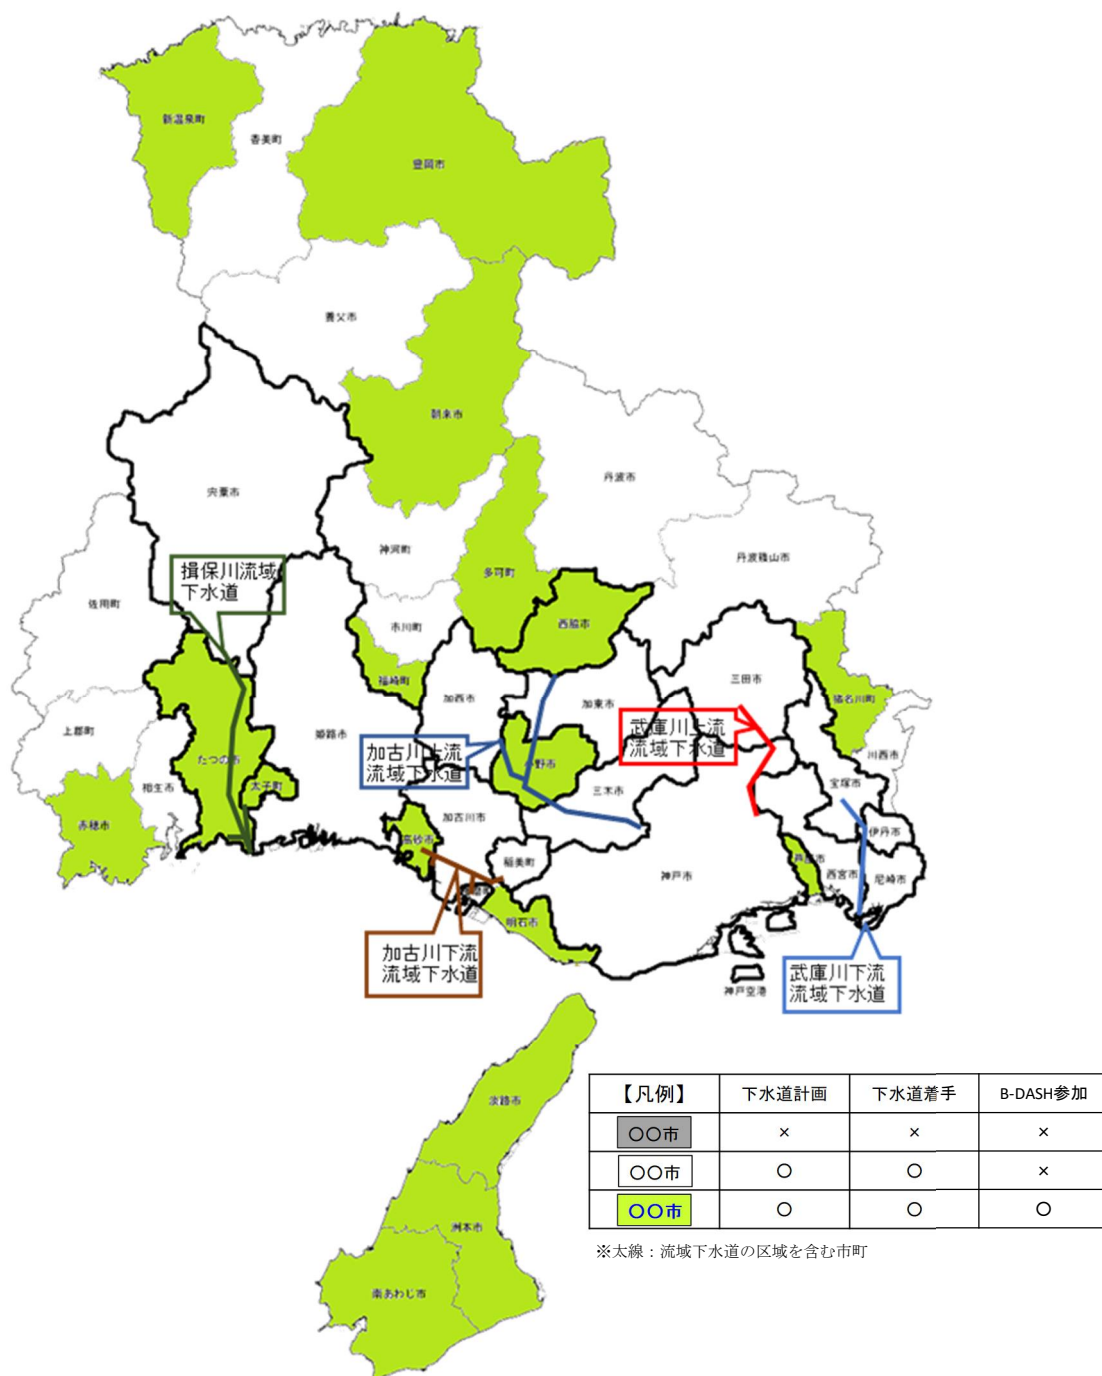 新温泉町
香美町
豊岡市
養父市
朝来市
宍粟市
丹波市
神河町
多可町
丹波篠山市
佐用町
揖保川流域
下水道
市川町
西脇市
福崎町
加西市
加東市
三田市
猪名川町
上郡町
姫路市
武庫川上流
流域下水道
川西市
たつの市
加古川上流
流域下水道
野市
太子町
相生市
三木市
宝塚市
赤穂市
加古川市
伊丹市
高砂市
稲美町
神戸市
市
西宮市
尼崎市
明石市
加古川下流
流域下水道
武庫川下流
流域下水道
神戸空港
淡路市
洲本市
南あわじ市
【凡例】 下水道計画 下水道着手 B-DASH参加
〇〇市 × × ×
〇〇市 〇 〇 ×
〇〇市 〇 〇 〇
※太線：流域下水道の区域を含む市町